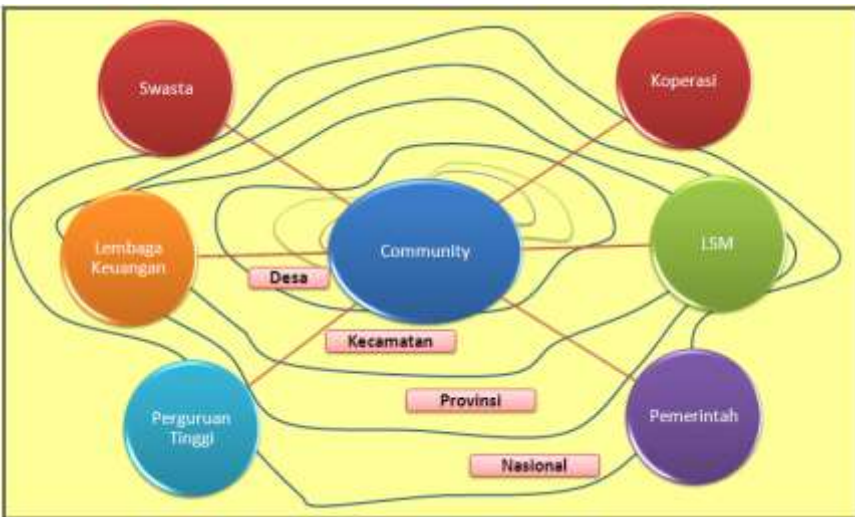 Swasta
Koperasi
Lembaga
Keuangan
Community
LSM
Desa
Kecamatan
Provinsi
Perguruan
Tinggi
Pemerintah
Nasional